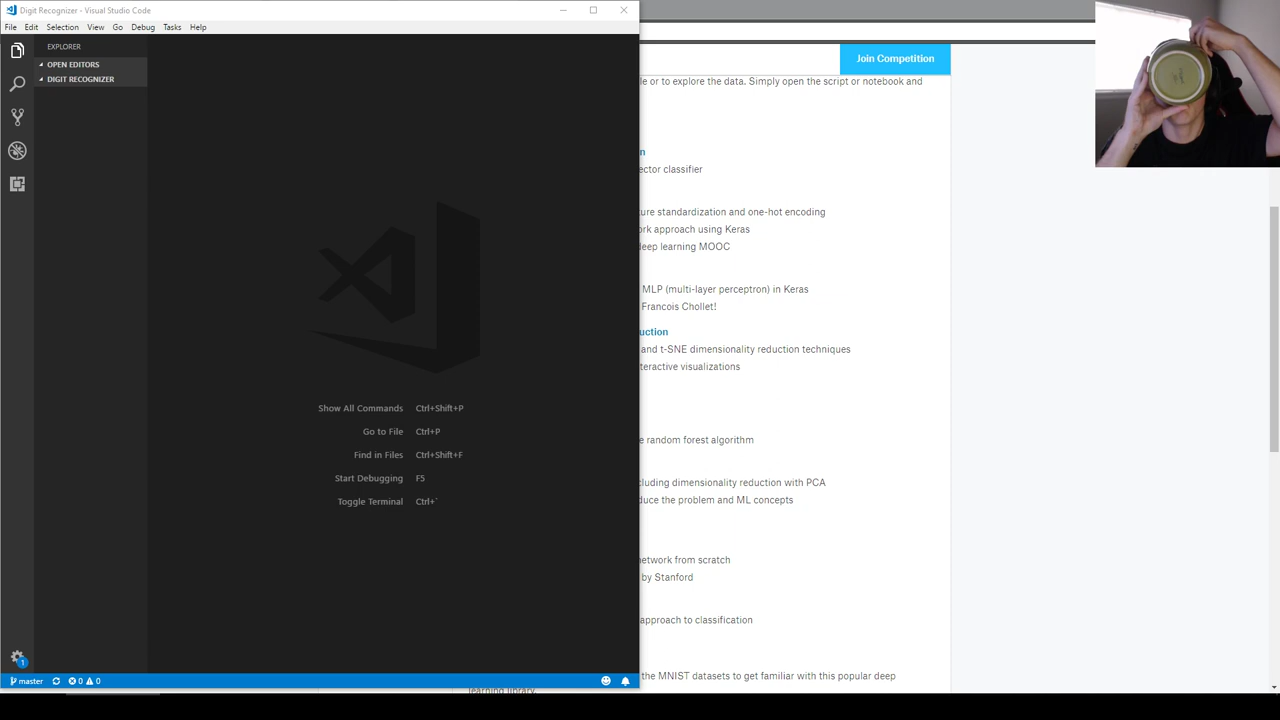 Digit Recognizer - Visual Studio Code
File Edit Selection View Go Debug Tasks Help
EXPLORER
OPEN EDITORS
DIGIT RECOGNIZER
Show All Commands Ctrl+Shift+P
Go to File Ctrl+P
Find in Files Ctrl+Shift+F
Start Debugging F5
Toggle Terminal Ctrl+`
1
master 0 0
Join Competition
le or to explore the data. Simply open the script or notebook and
n
ector classifier
ure standardization and one-hot encoding
ork approach using Keras
deep learning MOOC
MLP (multi-layer perceptron) in Keras
Francois Chollet!
uction
and t-SNE dimensionality reduction techniques
teractive visualizations
e random forest algorithm
cluding dimensionality reduction with PCA
duce the problem and ML concepts
network from scratch
by Stanford
approach to classification
the MNIST datasets to get familiar with this popular deep
learning library